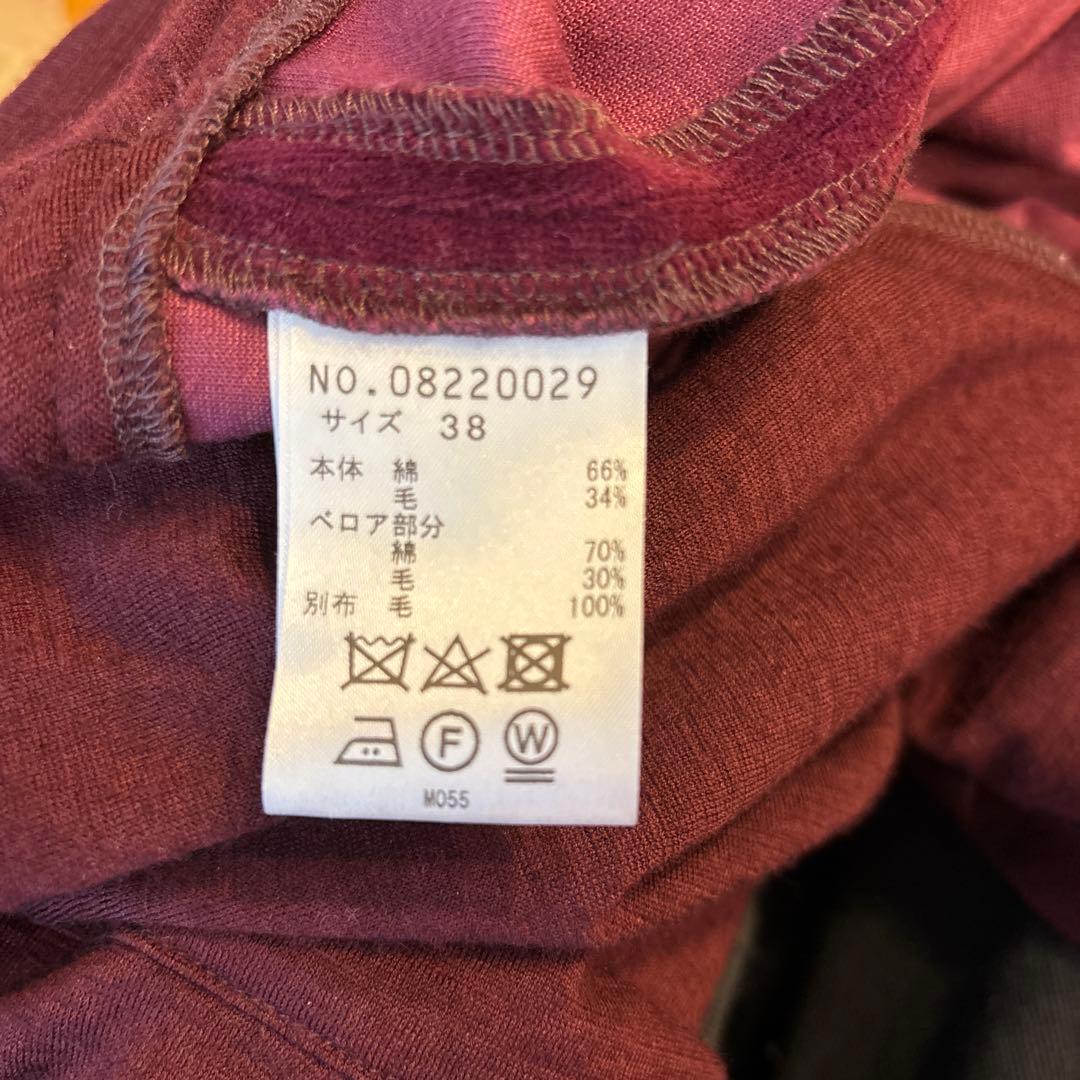 NO.08220029
サイズ 38
本体 綿 66%
毛 34%
ベロア部分
綿 70%
毛 30%
別布 毛 100%
F W
M055